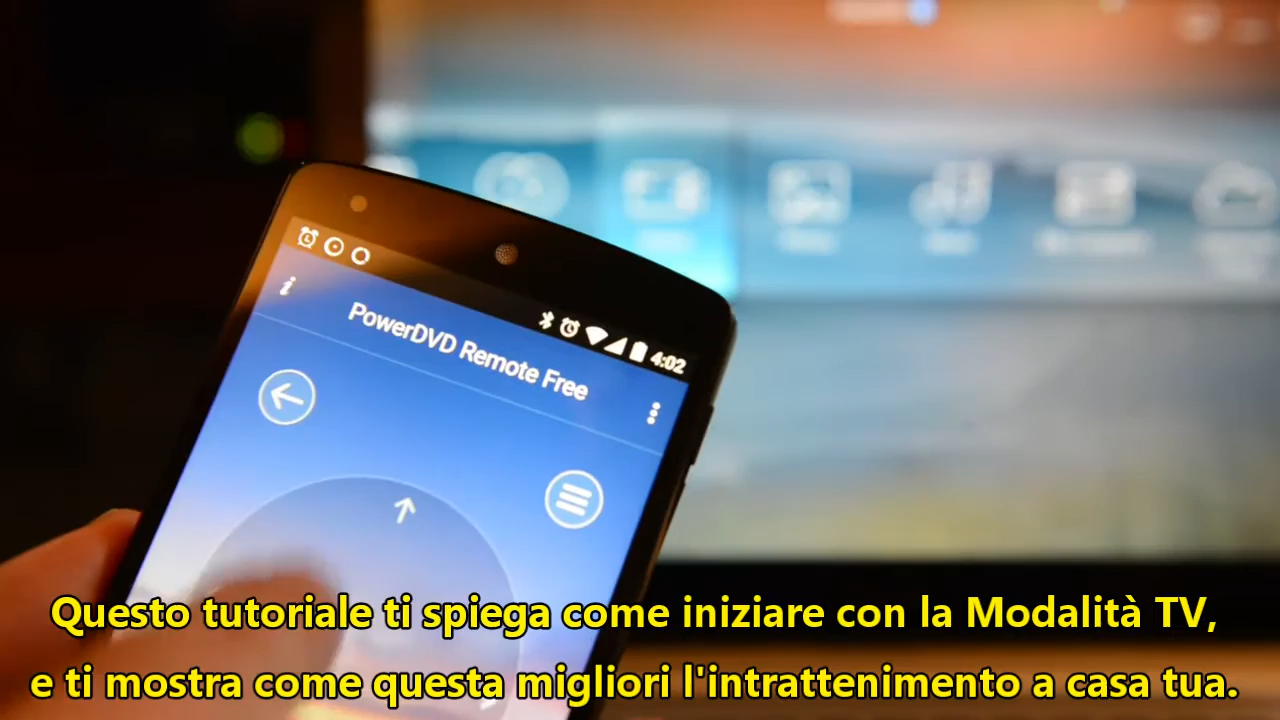 4:02
i PowerDVD Remote Free
Questo tutoriale ti spiega come iniziare con la Modalità TV,
e ti mostra come questa migliori l'intrattenimento a casa tua.